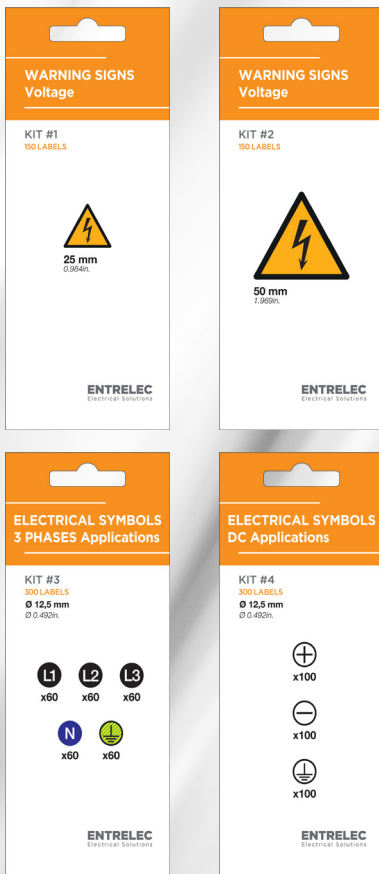 WARNING SIGNS
Voltage
KIT #1
150 LABELS
25 mm
0.984in.
ENTRELEC
Electrical Solutions
WARNING SIGNS
Voltage
KIT #2
150 LABELS
50 mm
1.969in.
ENTRELEC
Electrical Solutions
ELECTRICAL SYMBOLS
3 PHASES Applications
KIT #3
300 LABELS
Ø 12,5 mm
Ø 0.492in.
L1 L2 L3
x60 x60 x60
N
x60 x60
ENTRELEC
Electrical Solutions
ELECTRICAL SYMBOLS
DC Applications
KIT #4
300 LABELS
Ø 12,5 mm
Ø 0.492in.
x100
x100
x100
ENTRELEC
Electrical Solutions